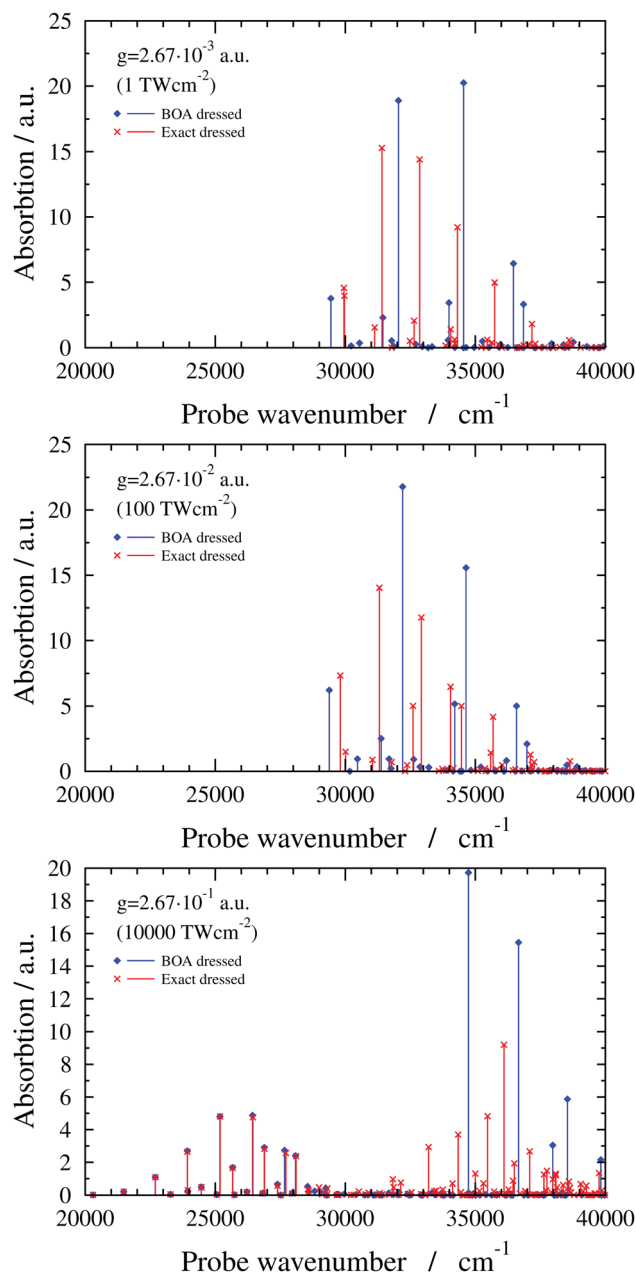 25
20
15
10
5
0
Absorbtion / a.u.
g=2.67·10⁻³ a.u.
(1 TWcm⁻²)
BOA dressed
Exact dressed
20000 25000 30000 35000 40000
Probe wavenumber / cm⁻¹
25
20
15
10
5
0
Absorbtion / a.u.
g=2.67·10⁻² a.u.
(100 TWcm⁻²)
BOA dressed
Exact dressed
20000 25000 30000 35000 40000
Probe wavenumber / cm⁻¹
20
18
16
14
12
10
8
6
4
2
0
Absorbtion / a.u.
g=2.67·10⁻¹ a.u.
(10000 TWcm⁻²)
BOA dressed
Exact dressed
20000 25000 30000 35000 40000
Probe wavenumber / cm⁻¹